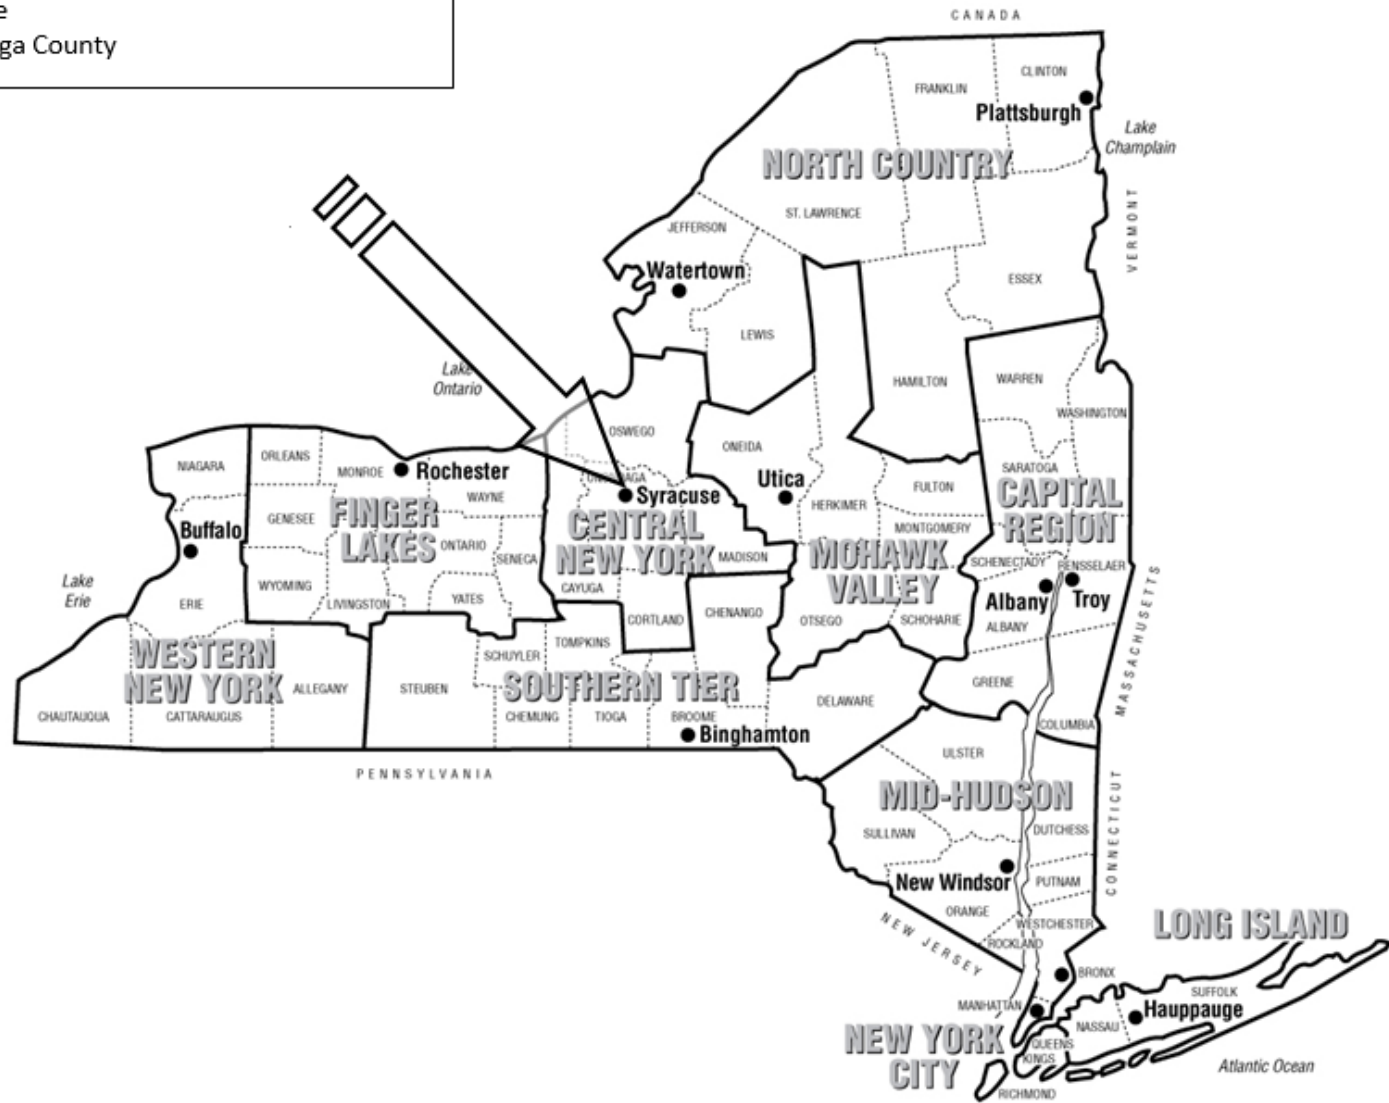 e
ga County
CANADA
CLINTON
FRANKLIN
Plattsburgh
Lake
Champlain
NORTH COUNTRY
ST. LAWRENCE
JEFFERSON
VERMONT
Watertown
ESSEX
LEWIS
Lake
Ontario
HAMILTON
WARREN
WASHINGTON
OSWEGO
ONEIDA
NIAGARA
ORLEANS
MONROE
Rochester
WAYNE
Utica
SARATOGA
FULTON
CAPITAL
REGION
Syracuse
HERKIMER
GENESEE
FINGER
LAKES
CENTRAL
NEW YORK
MONTGOMERY
Buffalo
ONTARIO
SENECA
MADISON
MOHAWK
VALLEY
SCHENECTADY
RENSSELAER
Lake
Erie
WYOMING
LIVINGSTON
YATES
CAYUGA
Albany
Troy
ERIE
CORTLAND
CHENANGO
OTSEGO
SCHOHARIE
ALBANY
MASSACHUSETTS
WESTERN
NEW YORK
TOMPKINS
SCHUYLER
SOUTHERN TIER
ALLEGANY
STEUBEN
GREENE
DELAWARE
CHAUTAUQUA
CATTARAUGUS
CHEMUNG
TIOGA
BROOME
Binghamton
COLUMBIA
ULSTER
PENNSYLVANIA
MID-HUDSON
SULLIVAN
DUTCHESS
CONNECTICUT
New Windsor
PUTNAM
ORANGE
WESTCHESTER
ROCKLAND
NEW JERSEY
LONG ISLAND
BRONX
MANHATTAN
SUFFOLK
Hauppauge
NASSAU
NEW YORK
CITY
QUEENS
KINGS
RICHMOND
Atlantic Ocean